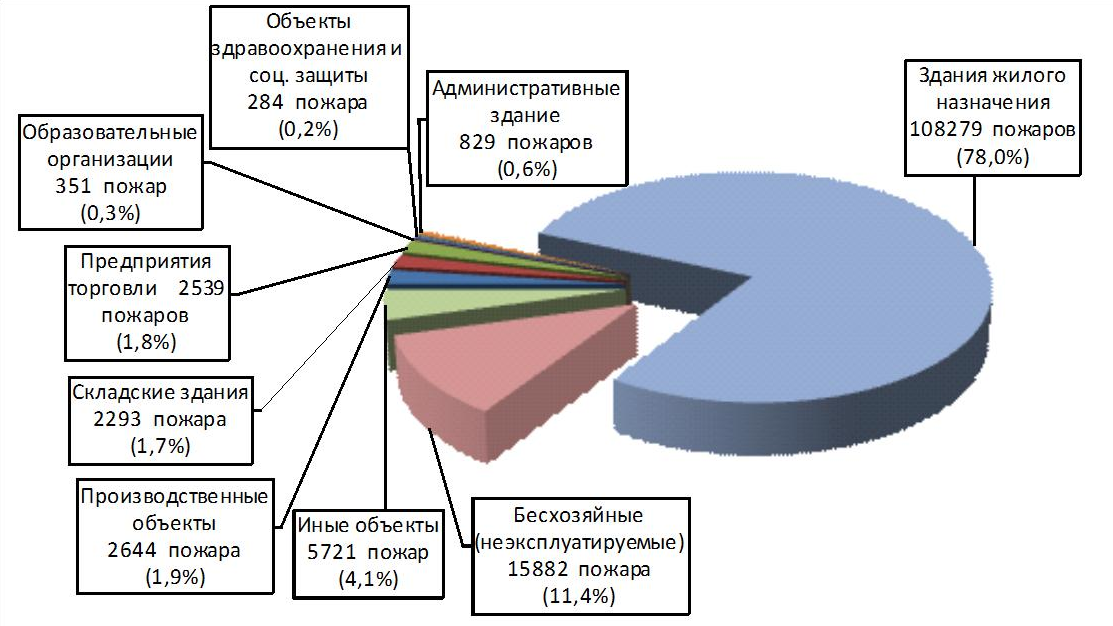 Объекты
здравоохранения и
соц. защиты
284 пожара
(0,2%)
Административные
здание
829 пожаров
(0,6%)
Здания жилого
назначения
108279 пожаров
(78,0%)
Образовательные
организации
351 пожар
(0,3%)
Предприятия
торговли 2539
пожаров
(1,8%)
Складские здания
2293 пожара
(1,7%)
Производственные
объекты
2644 пожара
(1,9%)
Иные объекты
5721 пожар
(4,1%)
Бесхозяйные
(неэксплуатируемые)
15882 пожара
(11,4%)